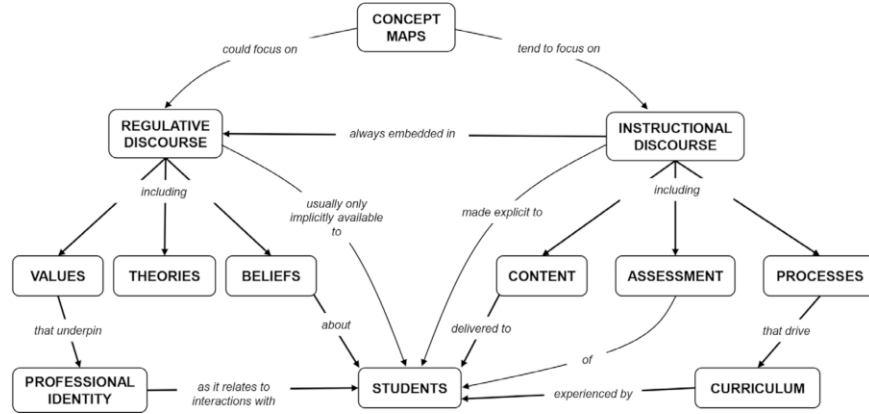 CONCEPT
MAPS
could focus on
tend to focus on
REGULATIVE
DISCOURSE
always embedded in
INSTRUCTIONAL
DISCOURSE
including
usually only
implicitly available
to
made explicit to
including
VALUES
THEORIES
BELIEFS
CONTENT
ASSESSMENT
PROCESSES
that underpin
about
delivered to
of
that drive
PROFESSIONAL
IDENTITY
as it relates to
interactions with
STUDENTS
experienced by
CURRICULUM